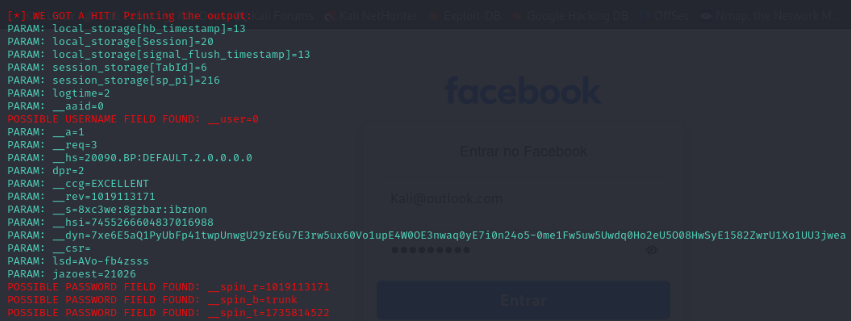 [*] WE GOT A HIT! Printing the output:
PARAM: local_storage[hb_timestamp]=13
PARAM: local_storage[Session]=20
PARAM: local_storage[signal_flush_timestamp]=13
PARAM: session_storage[TabId]=6
PARAM: session_storage[sp_pi]=216
PARAM: logtime=2
PARAM: __aaid=0
POSSIBLE USERNAME FIELD FOUND: __user=0
PARAM: __a=1
PARAM: __req=3
PARAM: __hs=20090.BP:DEFAULT.2.0.0.0.0
PARAM: dpr=2
PARAM: __ccg=EXCELLENT
PARAM: __rev=1019113171
PARAM: __s=8xc3we:8gzbar:ibznon
PARAM: __hsi=7455266604837016988
PARAM: __dyn=7xe6E5aQ1PyUbFp41twpUnwgU29zE6u7E3rw5ux60Vo1upE4W0OE3nwaq0yE7i0n24o5-0me1Fw5uw5Uwdq0Ho2eU5O08HwSyE1582ZwrU1Xo1UU3jwea
PARAM: __csr=
PARAM: lsd=AVo-fb4zsss
PARAM: jazoest=21026
POSSIBLE PASSWORD FIELD FOUND: __spin_r=1019113171
POSSIBLE PASSWORD FIELD FOUND: __spin_b=trunk
POSSIBLE PASSWORD FIELD FOUND: __spin_t=1735814522
Kali Forums
Kali NetHunter
Exploit-DB
Google Hacking DB
OffSec
facebook
Entrar no Facebook
Kali@outlook.com
Entrar